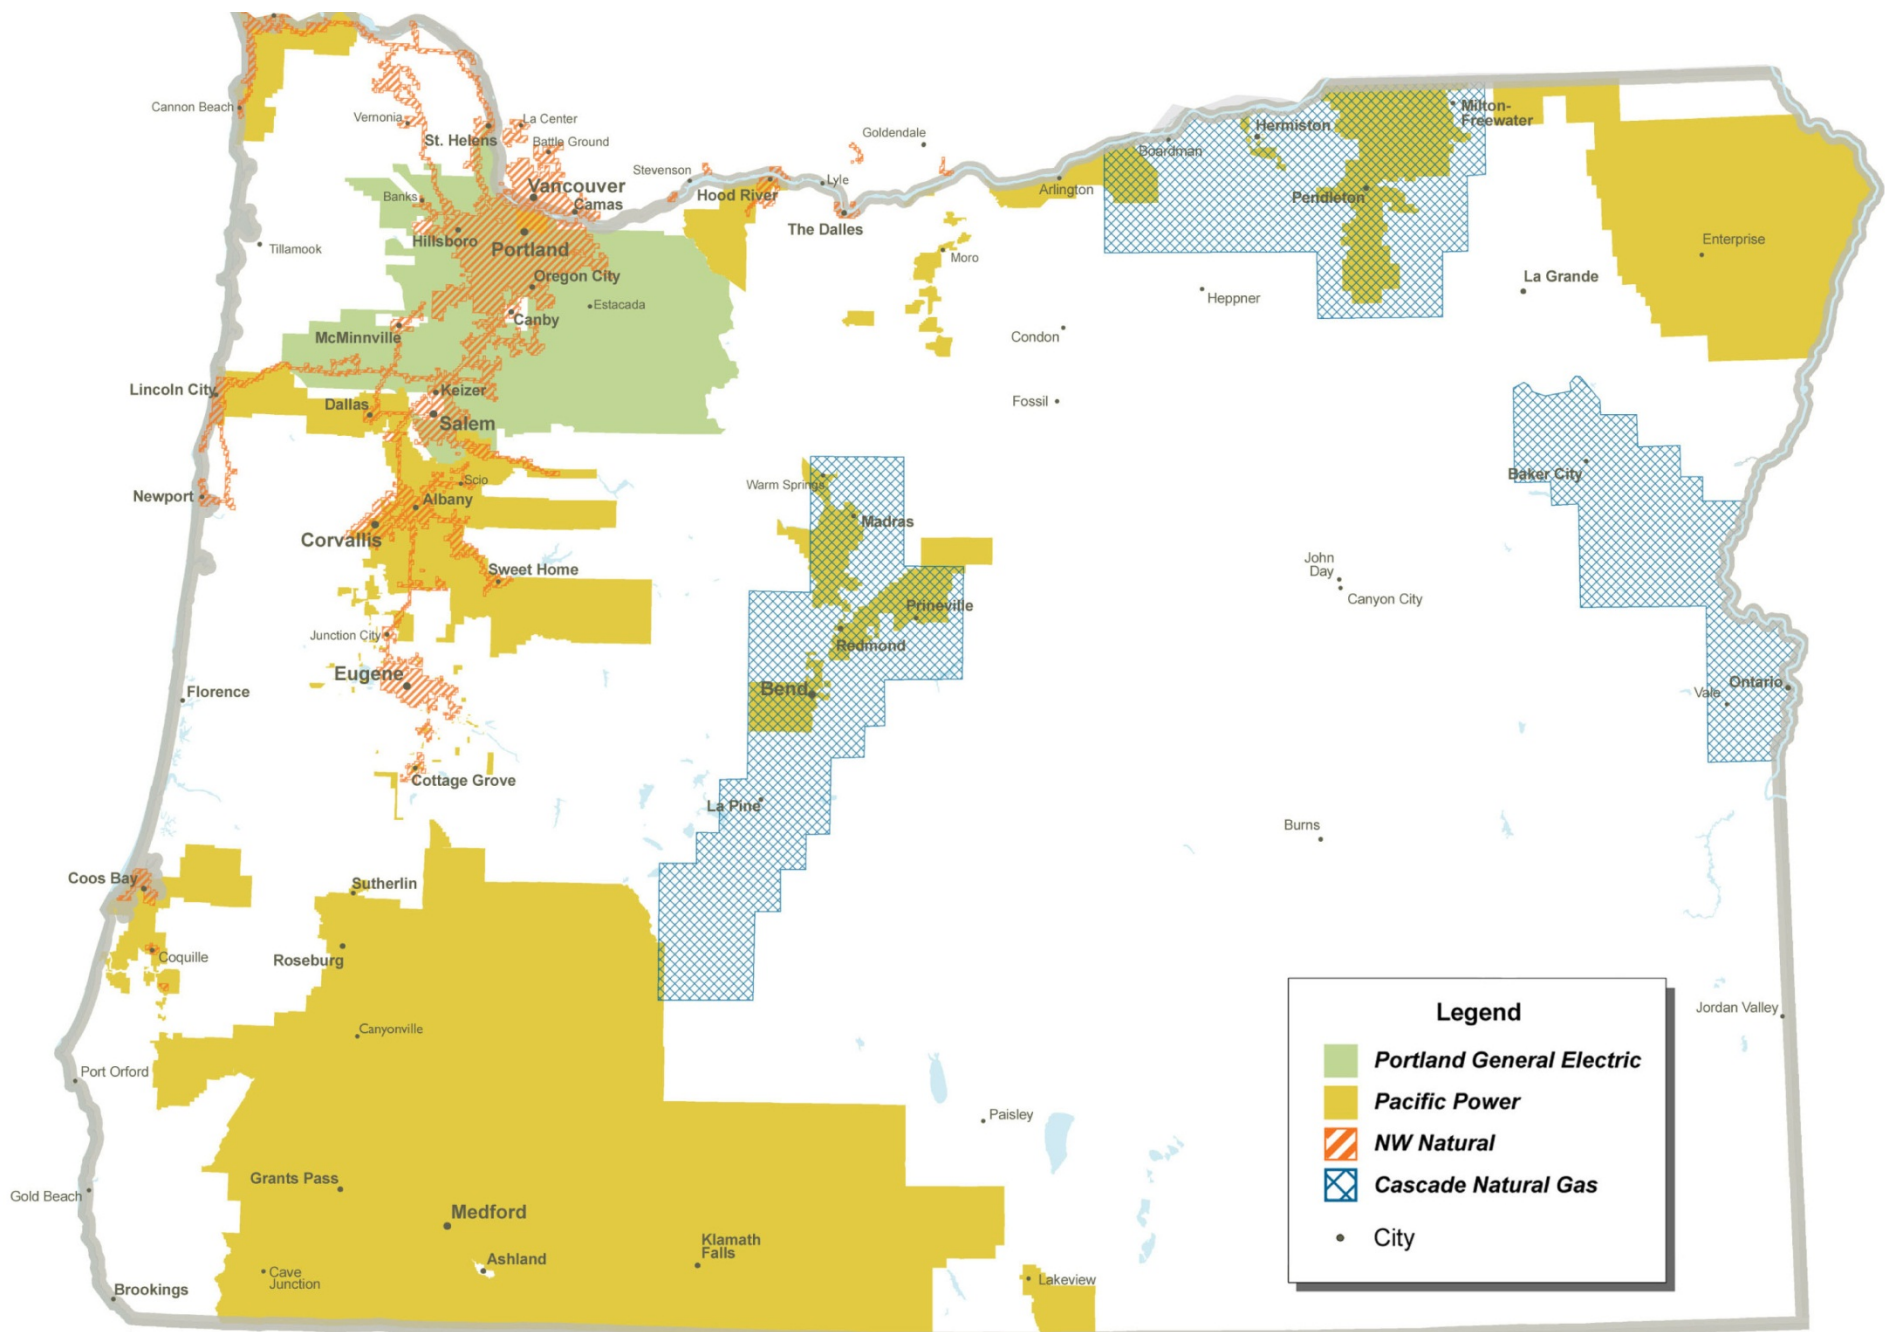 Cannon Beach
Vernonia
La Center
St. Helens
Battle Ground
Goldendale
Stevenson
Vancouver
Lyle
Hood River
Banks
Camas
The Dalles
Hillsboro
Portland
Tillamook
Oregon City
Estacada
Canby
McMinnville
Moro
Arlington
Boardman
Hermiston
Milton-
Freewater
Pendleton
Enterprise
La Grande
Heppner
Condon
Fossil
Lincoln City
Keizer
Dallas
Salem
Scio
Newport
Albany
Corvallis
Sweet Home
Warm Springs
Madras
Prineville
Redmond
Baker City
John
Day
Canyon City
Junction City
Eugene
Bend
Florence
Vale
Ontario
Cottage Grove
La Pine
Burns
Coos Bay
Sutherlin
Coquille
Roseburg
Canyonville
Jordan Valley
Port Orford
Paisley
Gold Beach
Grants Pass
Medford
Ashland
Klamath
Falls
Cave
Junction
Lakeview
Brookings
Legend
Portland General Electric
Pacific Power
NW Natural
Cascade Natural Gas
City